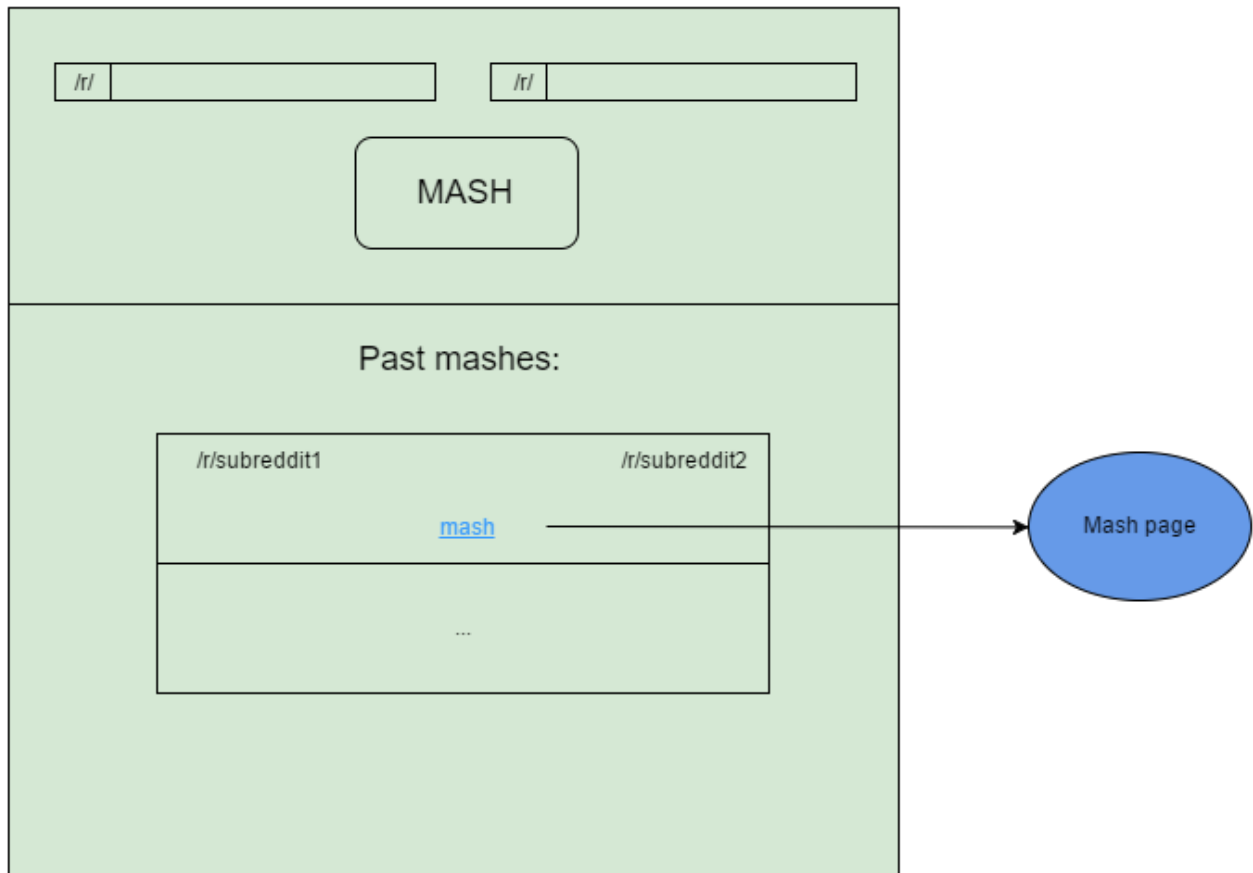 /r/ /r/
MASH
Past mashes:
/r/subreddit1 /r/subreddit2
mash
Mash page
...